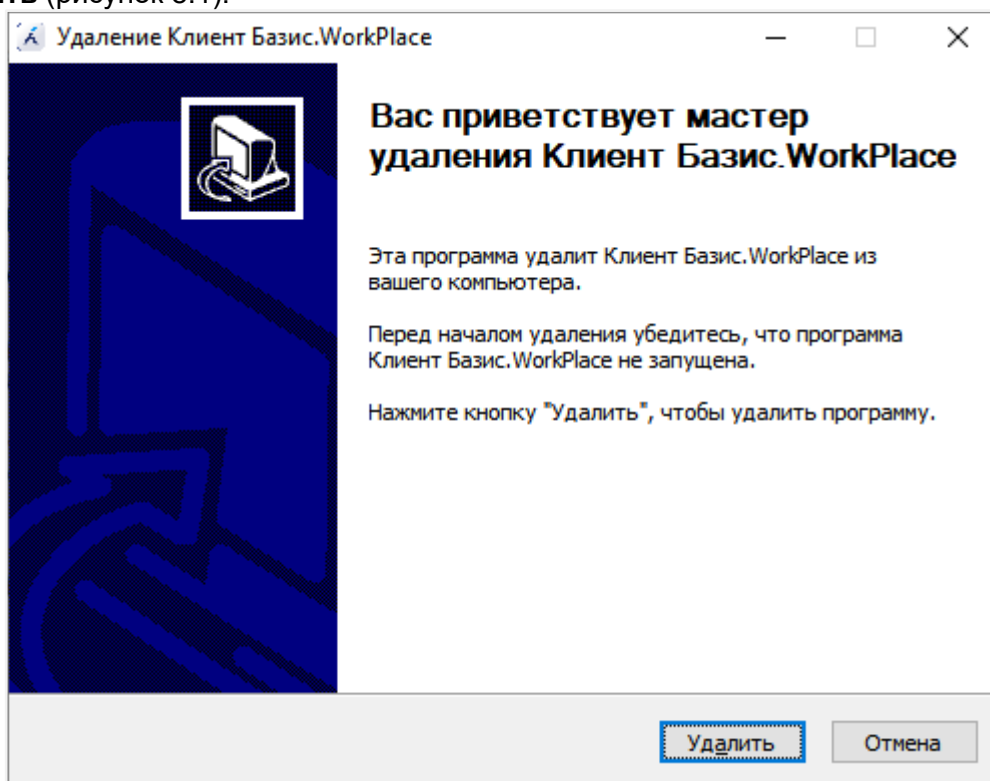 (рисунок
Удаление Клиент Базис.WorkPlace
Вас приветствует мастер
удаления Клиент Базис.WorkPlace
Эта программа удалит Клиент Базис.WorkPlace из
вашего компьютера.
Перед началом удаления убедитесь, что программа
Клиент Базис.WorkPlace не запущена.
Нажмите кнопку "Удалить", чтобы удалить программу.
Удалить
Отмена